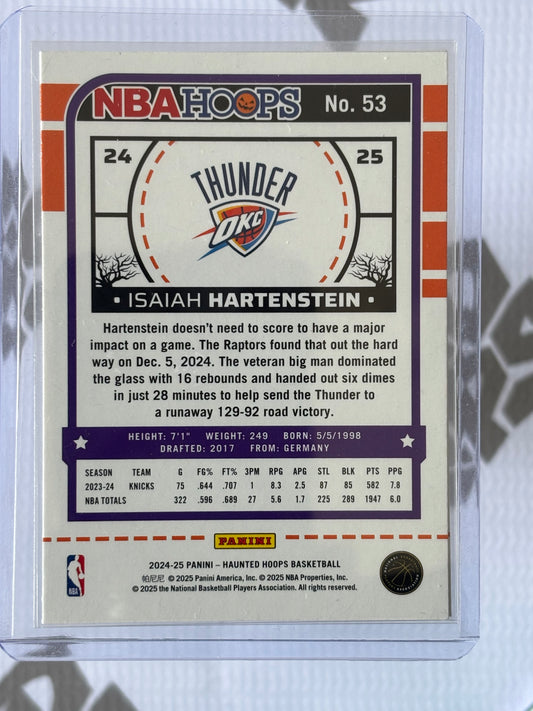 NBA HOOPS No. 53
24 25
THUNDER
OKC
• ISAIAH HARTENSTEIN •
Hartenstein doesn't need to score to have a major
impact on a game. The Raptors found that out the hard
way on Dec. 5, 2024. The veteran big man dominated
the glass with 16 rebounds and handed out six dimes
in just 28 minutes to help send the Thunder to
a runaway 129-92 road victory.
HEIGHT: 7'1" WEIGHT: 249 BORN: 5/5/1998
DRAFTED: 2017 FROM: GERMANY
SEASON TEAM G FG% FT% 3PM RPG APG STL BLK PTS PPG
2023-24 KNICKS 75 .644 .707 1 8.3 2.5 87 85 582 7.8
NBA TOTALS 322 .596 .689 27 5.6 1.7 225 289 1947 6.0
PANINI
2024-25 PANINI – HAUNTED HOOPS BASKETBALL
帕尼尼 © 2025 Panini America, Inc. © 2025 NBA Properties, Inc.
© 2025 the National Basketball Players Association. All rights reserved.
NBA